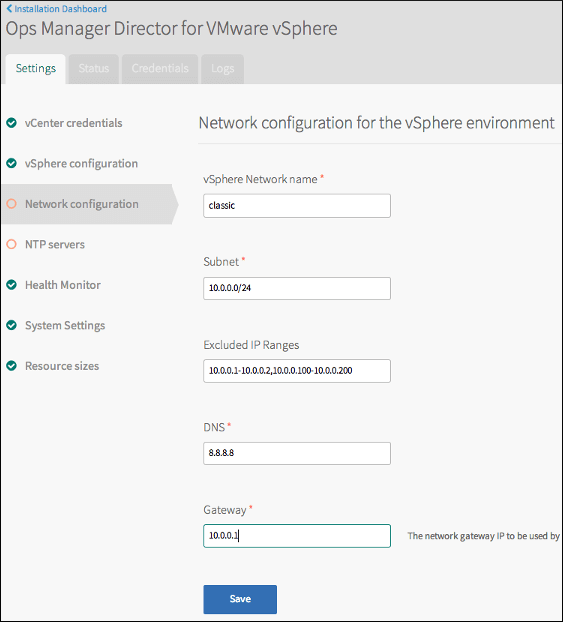 Installation Dashboard
Ops Manager Director for VMware vSphere
Settings
Status
Credentials
Logs
vCenter credentials
vSphere configuration
Network configuration
NTP servers
Health Monitor
System Settings
Resource sizes
Network configuration for the vSphere environment
vSphere Network name *
classic
Subnet *
10.0.0.0/24
Excluded IP Ranges
10.0.0.1-10.0.0.2,10.0.0.100-10.0.0.200
DNS *
8.8.8.8
Gateway *
10.0.0.1
The network gateway IP to be used by
Save